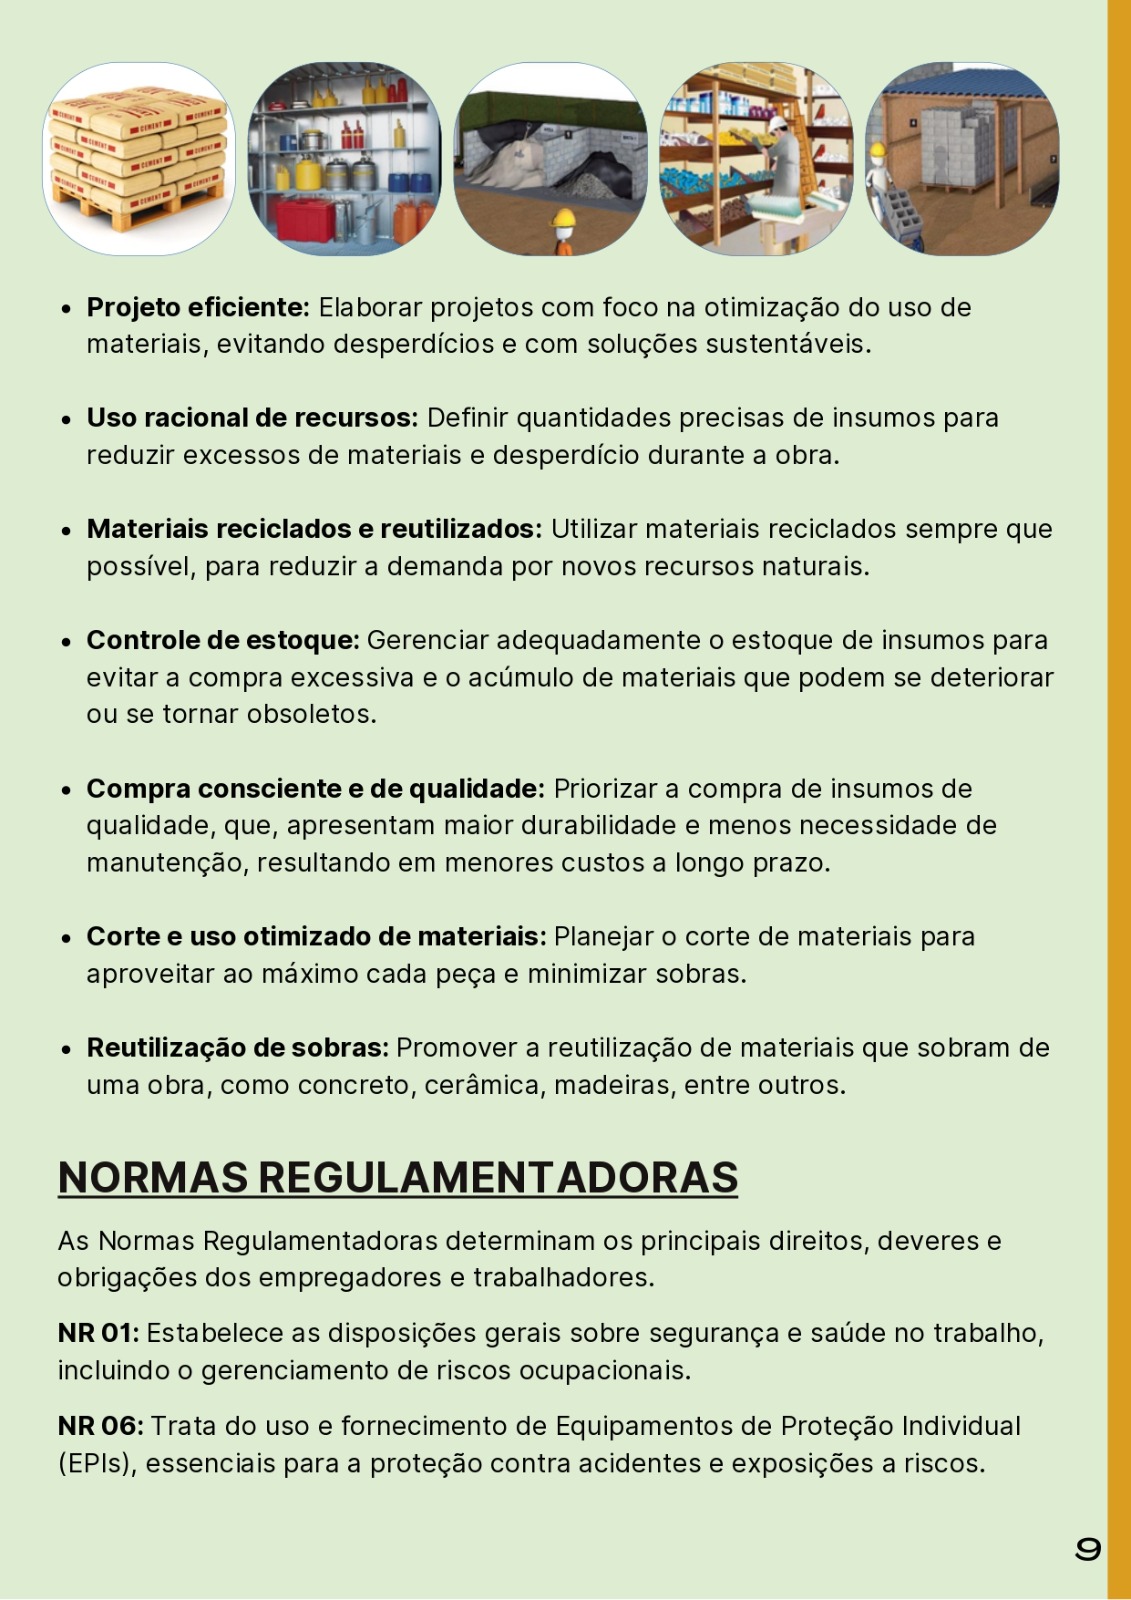 CEMENT
• Projeto eficiente: Elaborar projetos com foco na otimização do uso de
materiais, evitando desperdícios e com soluções sustentáveis.
• Uso racional de recursos: Definir quantidades precisas de insumos para
reduzir excessos de materiais e desperdício durante a obra.
• Materiais reciclados e reutilizados: Utilizar materiais reciclados sempre que
possível, para reduzir a demanda por novos recursos naturais.
• Controle de estoque: Gerenciar adequadamente o estoque de insumos para
evitar a compra excessiva e o acúmulo de materiais que podem se deteriorar
ou se tornar obsoletos.
• Compra consciente e de qualidade: Priorizar a compra de insumos de
qualidade, que, apresentam maior durabilidade e menos necessidade de
manutenção, resultando em menores custos a longo prazo.
• Corte e uso otimizado de materiais: Planejar o corte de materiais para
aproveitar ao máximo cada peça e minimizar sobras.
• Reutilização de sobras: Promover a reutilização de materiais que sobram de
uma obra, como concreto, cerâmica, madeiras, entre outros.
NORMAS REGULAMENTADORAS
As Normas Regulamentadoras determinam os principais direitos, deveres e
obrigações dos empregadores e trabalhadores.
NR 01: Estabelece as disposições gerais sobre segurança e saúde no trabalho,
incluindo o gerenciamento de riscos ocupacionais.
NR 06: Trata do uso e fornecimento de Equipamentos de Proteção Individual
(EPIs), essenciais para a proteção contra acidentes e exposições a riscos.
9